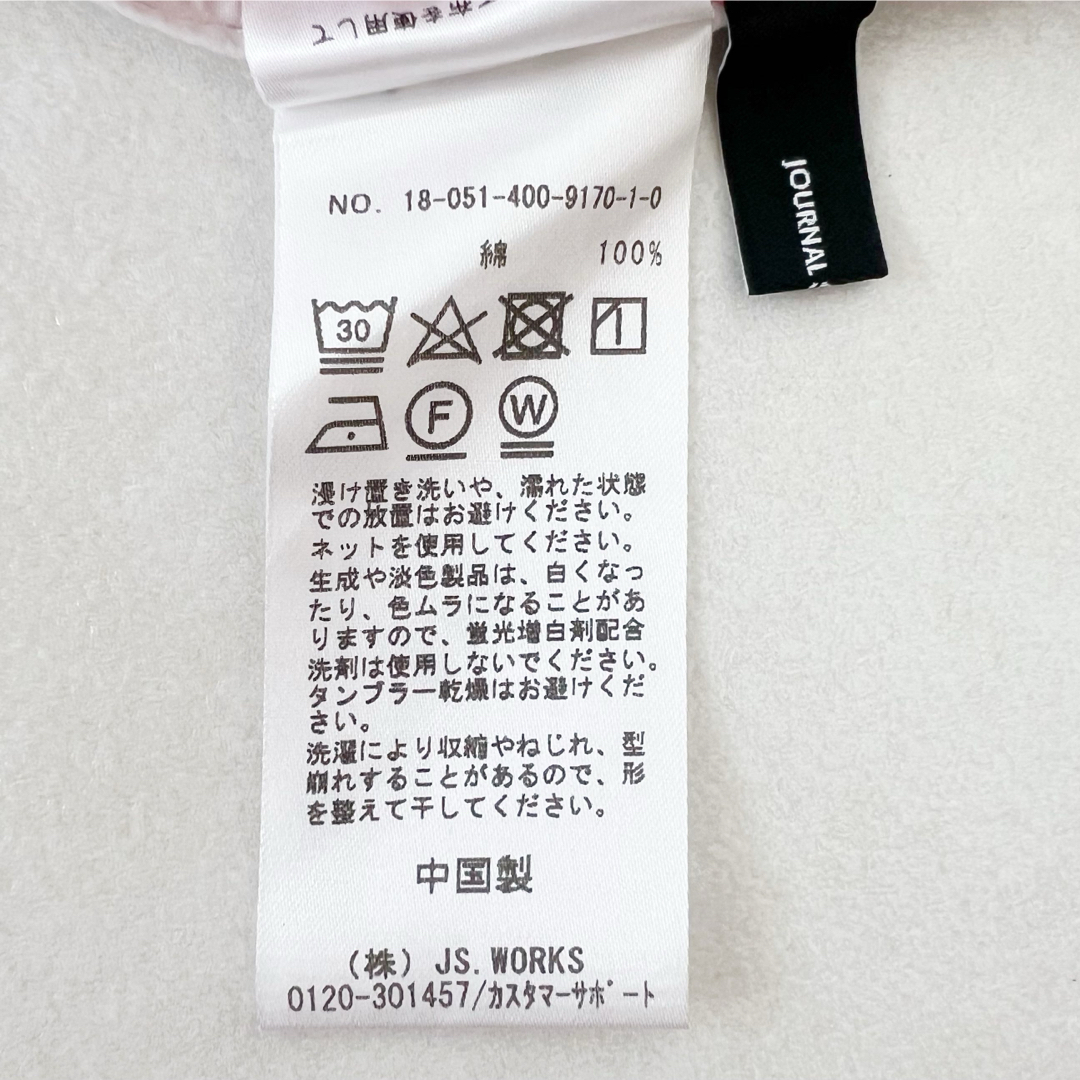 て布を使用して
JOURNAL
NO. 18-051-400-9170-1-0
綿 100%
30
F
W
浸け置き洗いや、濡れた状態
での放置はお避けください。
ネットを使用してください。
生成や淡色製品は、白くなっ
たり、色ムラになることがあ
りますので、蛍光増白剤配合
洗剤は使用しないでください。
タンブラー乾燥はお避けくだ
さい。
洗濯により収縮やねじれ、型
崩れすることがあるので、形
を整えて干してください。
中国製
(株) JS.WORKS
0120-301457/カスタマーサポート